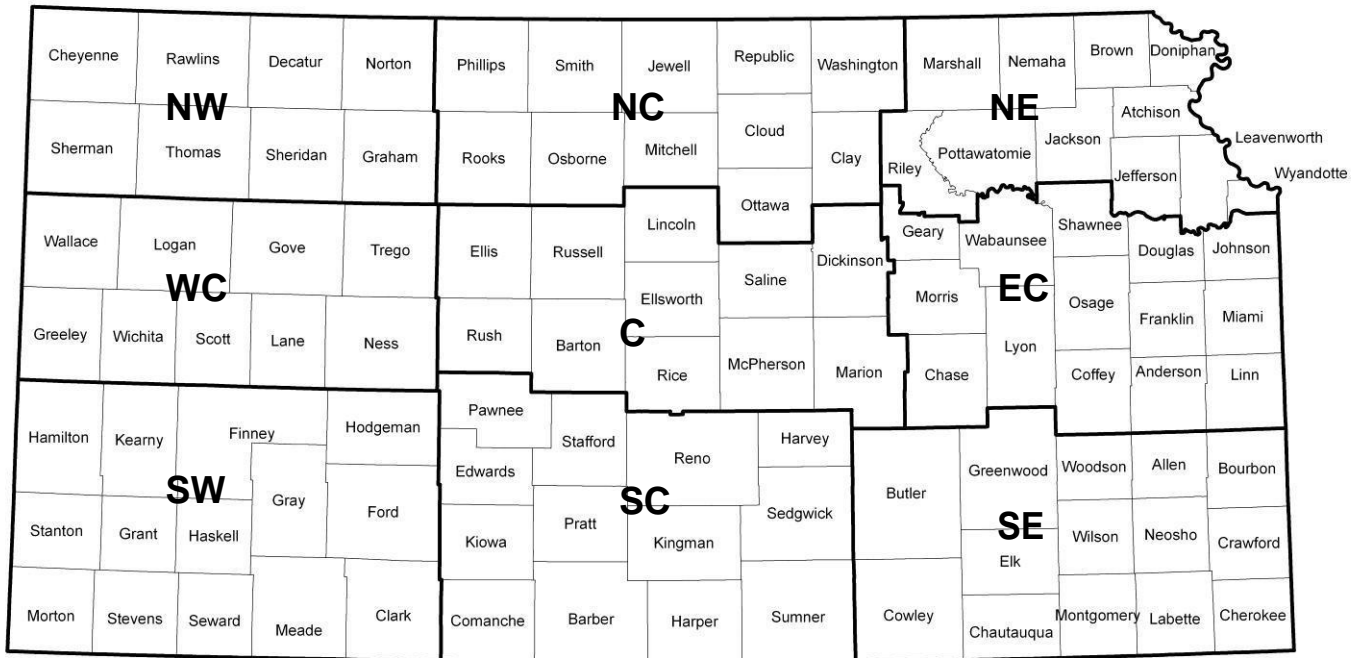 Cheyenne Rawlins Decatur Norton Phillips Smith Jewell Republic Washington Marshall Nemaha Brown Doniphan
NW NC NE
Sherman Thomas Sheridan Graham Rooks Osborne Mitchell Cloud Clay Riley Pottawatomie Jackson Atchison Leavenworth
Jefferson Wyandotte
Ottawa
Wallace Logan Gove Trego Ellis Russell Lincoln Dickinson Geary Wabaunsee Shawnee Douglas Johnson
WC Saline EC
Ellsworth Morris Osage
Greeley Wichita Scott Lane Ness Rush Barton C Rice McPherson Marion Chase Lyon Coffey Franklin Miami
Anderson Linn
Hamilton Kearny Finney Hodgeman Pawnee Stafford Reno Harvey
Edwards Butler Greenwood Woodson Allen Bourbon
SW SC SE
Stanton Grant Haskell Gray Ford Kiowa Pratt Kingman Sedgwick Elk Wilson Neosho Crawford
Morton Stevens Seward Meade Clark Comanche Barber Harper Sumner Cowley Chautauqua Montgomery Labette Cherokee